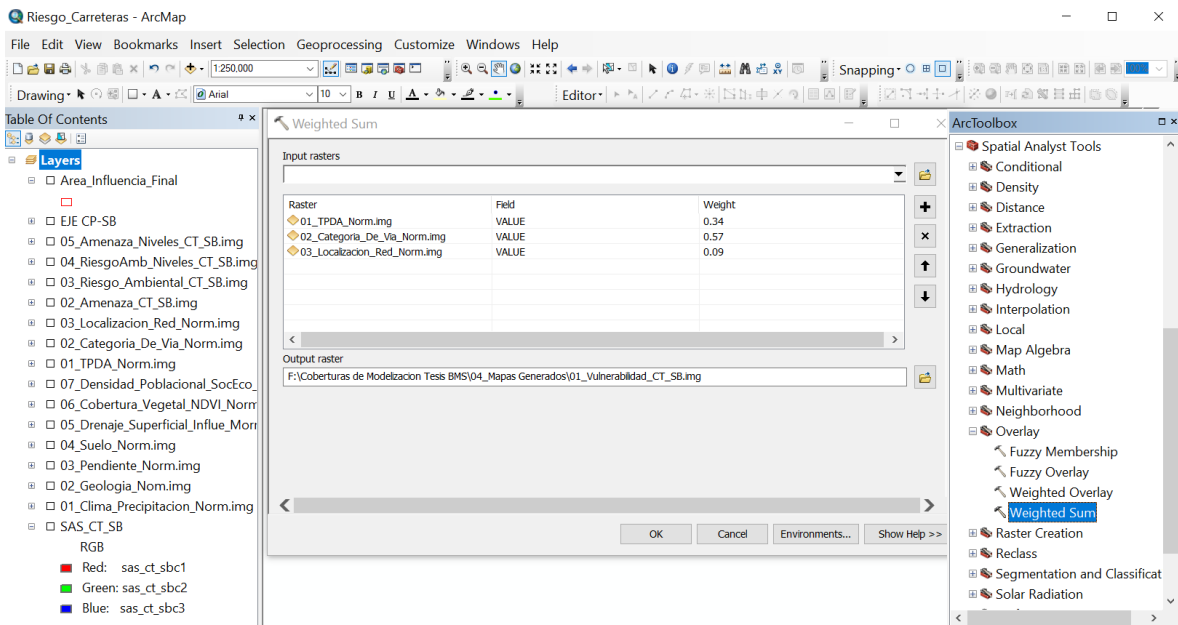 Riesgo_Carreteras - ArcMap
File Edit View Bookmarks Insert Selection Geoprocessing Customize Windows Help
1:250,000
Snapping
Drawing
Arial
10
B I U A
Editor
Table Of Contents
Layers
Area_Influencia_Final
EJE CP-SB
05_Amenaza_Niveles_CT_SB.img
04_RiesgoAmb_Niveles_CT_SB.img
03_Riesgo_Ambiental_CT_SB.img
02_Amenaza_CT_SB.img
03_Localizacion_Red_Norm.img
02_Categoria_De_Via_Norm.img
01_TPDA_Norm.img
07_Densidad_Poblacional_SocEco_
06_Cobertura_Vegetal_NDVI_Norm
05_Drenaje_Superficial_Influe_Morr
04_Suelo_Norm.img
03_Pendiente_Norm.img
02_Geologia_Nom.img
01_Clima_Precipitacion_Norm.img
SAS_CT_SB
RGB
Red: sas_ct_sbc1
Green: sas_ct_sbc2
Blue: sas_ct_sbc3
Weighted Sum
Input rasters
Raster Field Weight
01_TPDA_Norm.img VALUE 0.34
02_Categoria_De_Via_Norm.img VALUE 0.57
03_Localizacion_Red_Norm.img VALUE 0.09
Output raster
F:\Coberturas de Modelizacion Tesis BMS\04_Mapas Generados\01_Vulnerabilidad_CT_SB.img
OK Cancel Environments... Show Help >>
ArcToolbox
Spatial Analyst Tools
Conditional
Density
Distance
Extraction
Generalization
Groundwater
Hydrology
Interpolation
Local
Map Algebra
Math
Multivariate
Neighborhood
Overlay
Fuzzy Membership
Fuzzy Overlay
Weighted Overlay
Weighted Sum
Raster Creation
Reclass
Segmentation and Classificat
Solar Radiation